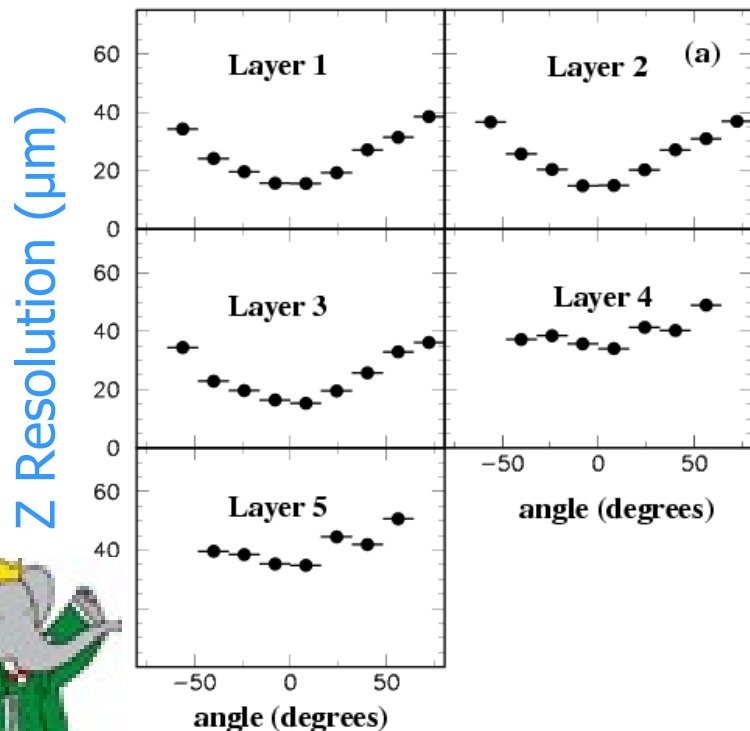 Z Resolution (µm)
60
40
20
0
Layer 1
Layer 2
(a)
60
40
20
0
Layer 3
Layer 4
−50 0 50
angle (degrees)
60
40
Layer 5
−50 0 50
angle (degrees)